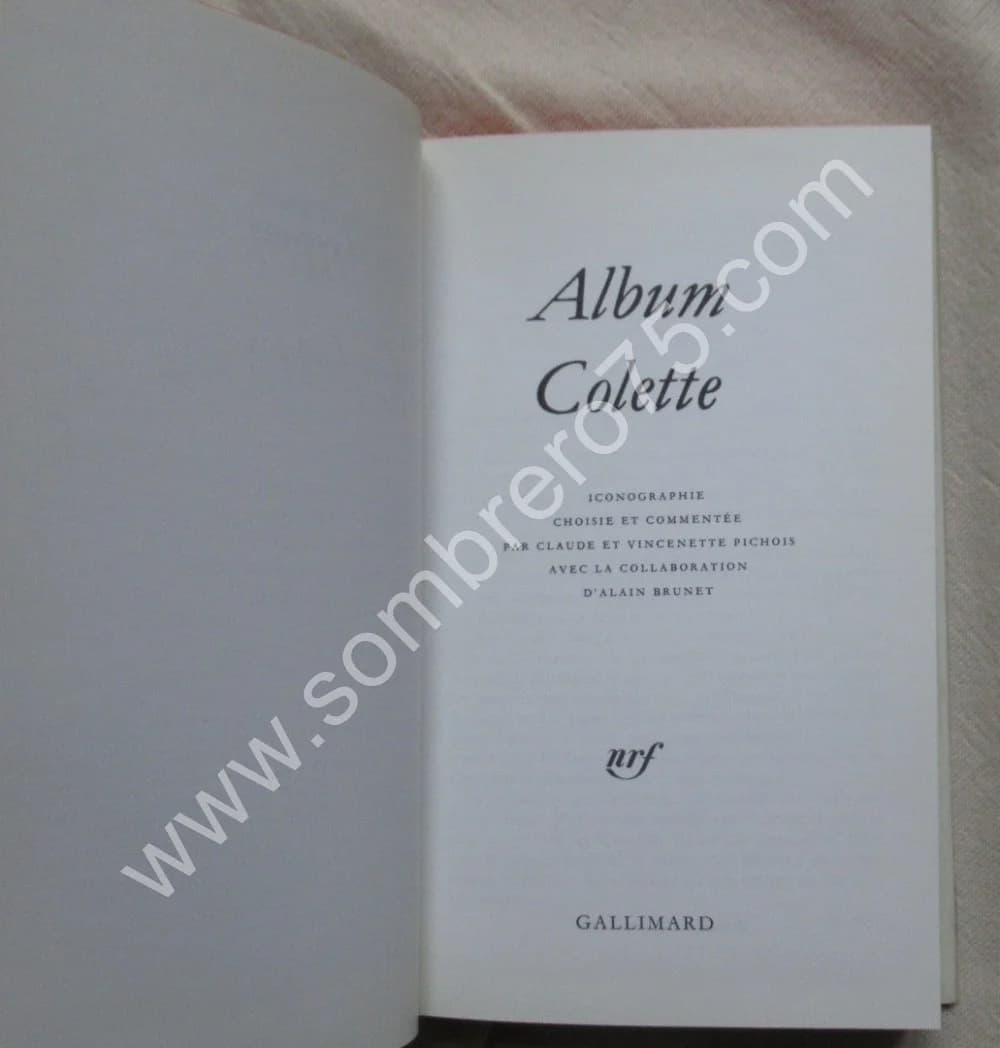 Album
Colette
ICONOGRAPHIE
CHOISIE ET COMMENTÉE
PAR CLAUDE ET VINCENETTE PICHOIS
AVEC LA COLLABORATION
D'ALAIN BRUNET
nrf
GALLIMARD
www.sombrero75.com